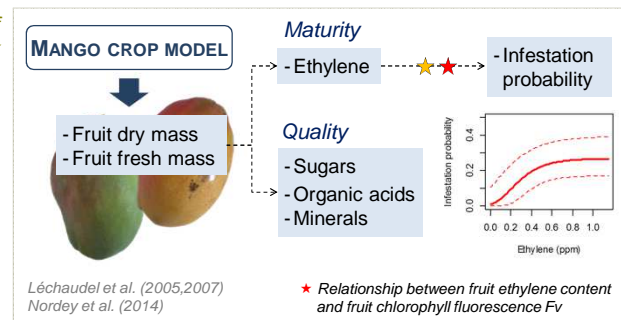 MANGO CROP MODEL
- Fruit dry mass
- Fruit fresh mass
Maturity
- Ethylene
- Infestation
probability
Quality
- Sugars
- Organic acids
- Minerals
Infestation probability
0.4
0.2
0.0
0.0 0.2 0.4 0.6 0.8 1.0
Ethylene (ppm)
Léchaudel et al. (2005,2007)
Nordey et al. (2014)
★ Relationship between fruit ethylene content
and fruit chlorophyll fluorescence Fv